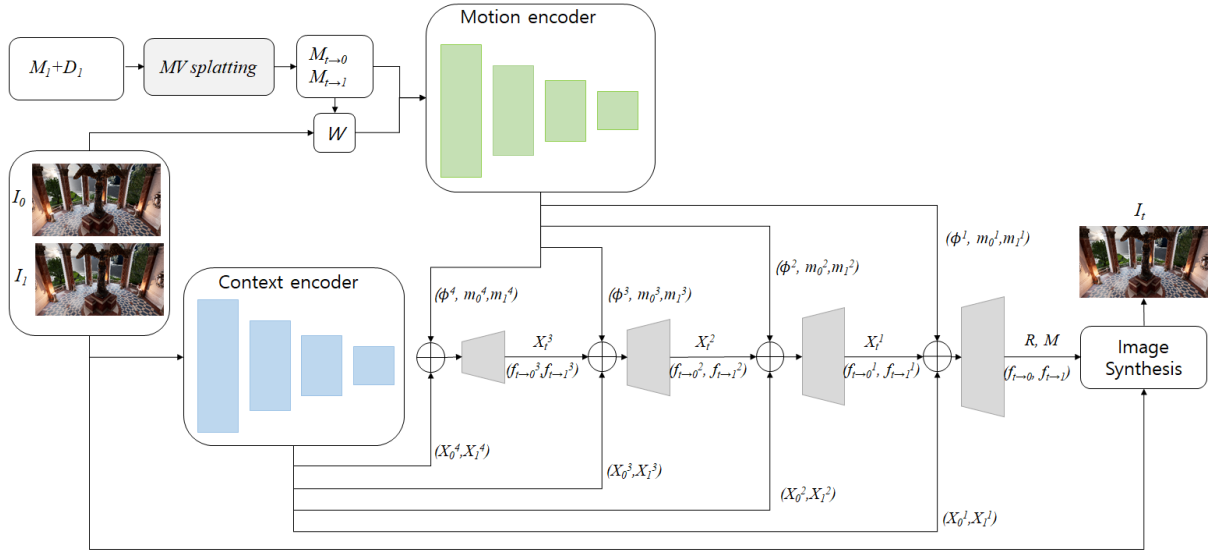 Motion encoder
M₁+D₁
MV splatting
Mₜ→₀
Mₜ→₁
W
I₀
I₁
Context encoder
(ϕ⁴, m₀⁴,m₁⁴)
(ϕ³, m₀³,m₁³)
(ϕ², m₀²,m₁²)
(ϕ¹, m₀¹,m₁¹)
Iₜ
Xₜ³
(fₜ→₀³,fₜ→₁³)
Xₜ²
(fₜ→₀², fₜ→₁²)
Xₜ¹
(fₜ→₀¹, fₜ→₁¹)
R, M
(fₜ→₀, fₜ→₁)
Image
Synthesis
(X₀⁴,X₁⁴)
(X₀³,X₁³)
(X₀²,X₁²)
(X₀¹,X₁¹)